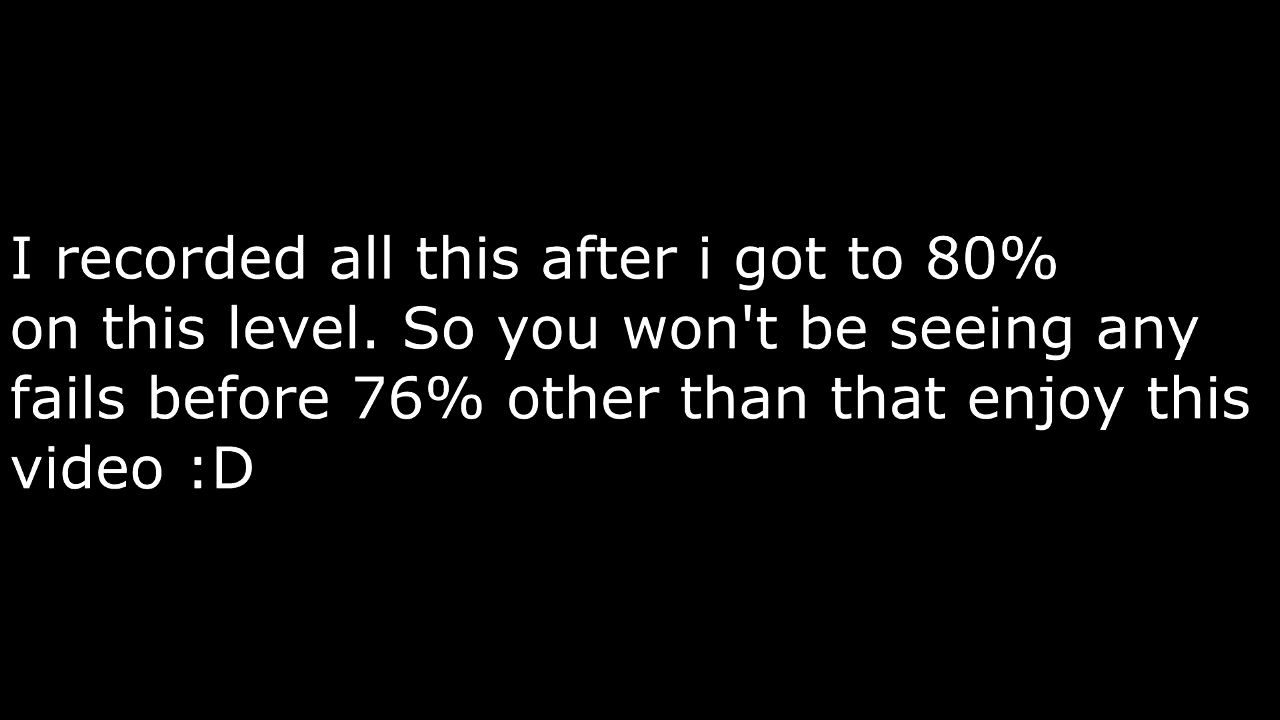 I recorded all this after i got to 80%
on this level. So you won't be seeing any
fails before 76% other than that enjoy this
video :D